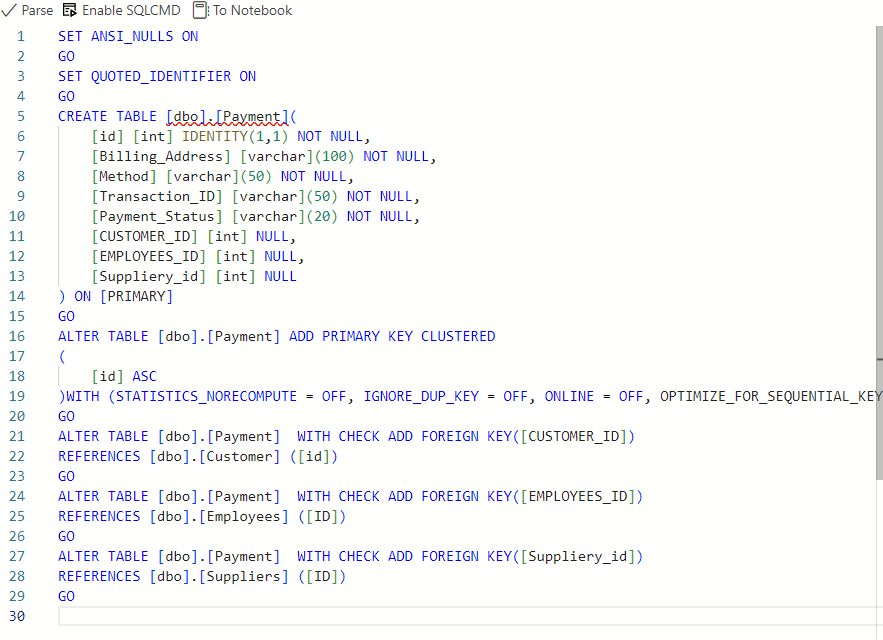 Parse Enable SQLCMD To Notebook
1 SET ANSI_NULLS ON
2 GO
3 SET QUOTED_IDENTIFIER ON
4 GO
5 CREATE TABLE [dbo].[Payment](
6 [id] [int] IDENTITY(1,1) NOT NULL,
7 [Billing_Address] [varchar](100) NOT NULL,
8 [Method] [varchar](50) NOT NULL,
9 [Transaction_ID] [varchar](50) NOT NULL,
10 [Payment_Status] [varchar](20) NOT NULL,
11 [CUSTOMER_ID] [int] NULL,
12 [EMPLOYEES_ID] [int] NULL,
13 [Suppliery_id] [int] NULL
14 ) ON [PRIMARY]
15 GO
16 ALTER TABLE [dbo].[Payment] ADD PRIMARY KEY CLUSTERED
17 (
18 [id] ASC
19 )WITH (STATISTICS_NORECOMPUTE = OFF, IGNORE_DUP_KEY = OFF, ONLINE = OFF, OPTIMIZE_FOR_SEQUENTIAL_KEY
20 GO
21 ALTER TABLE [dbo].[Payment]  WITH CHECK ADD FOREIGN KEY([CUSTOMER_ID])
22 REFERENCES [dbo].[Customer] ([id])
23 GO
24 ALTER TABLE [dbo].[Payment]  WITH CHECK ADD FOREIGN KEY([EMPLOYEES_ID])
25 REFERENCES [dbo].[Employees] ([ID])
26 GO
27 ALTER TABLE [dbo].[Payment]  WITH CHECK ADD FOREIGN KEY([Suppliery_id])
28 REFERENCES [dbo].[Suppliers] ([ID])
29 GO
30